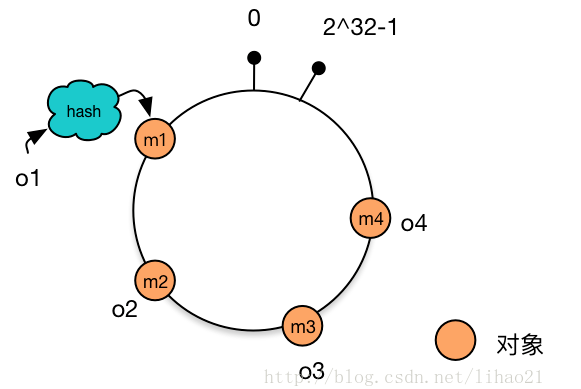 0
2^32-1
hash
m1
o1
m4
o4
m2
o2
m3
o3
对象
http://blog.csdn.net/lihao21